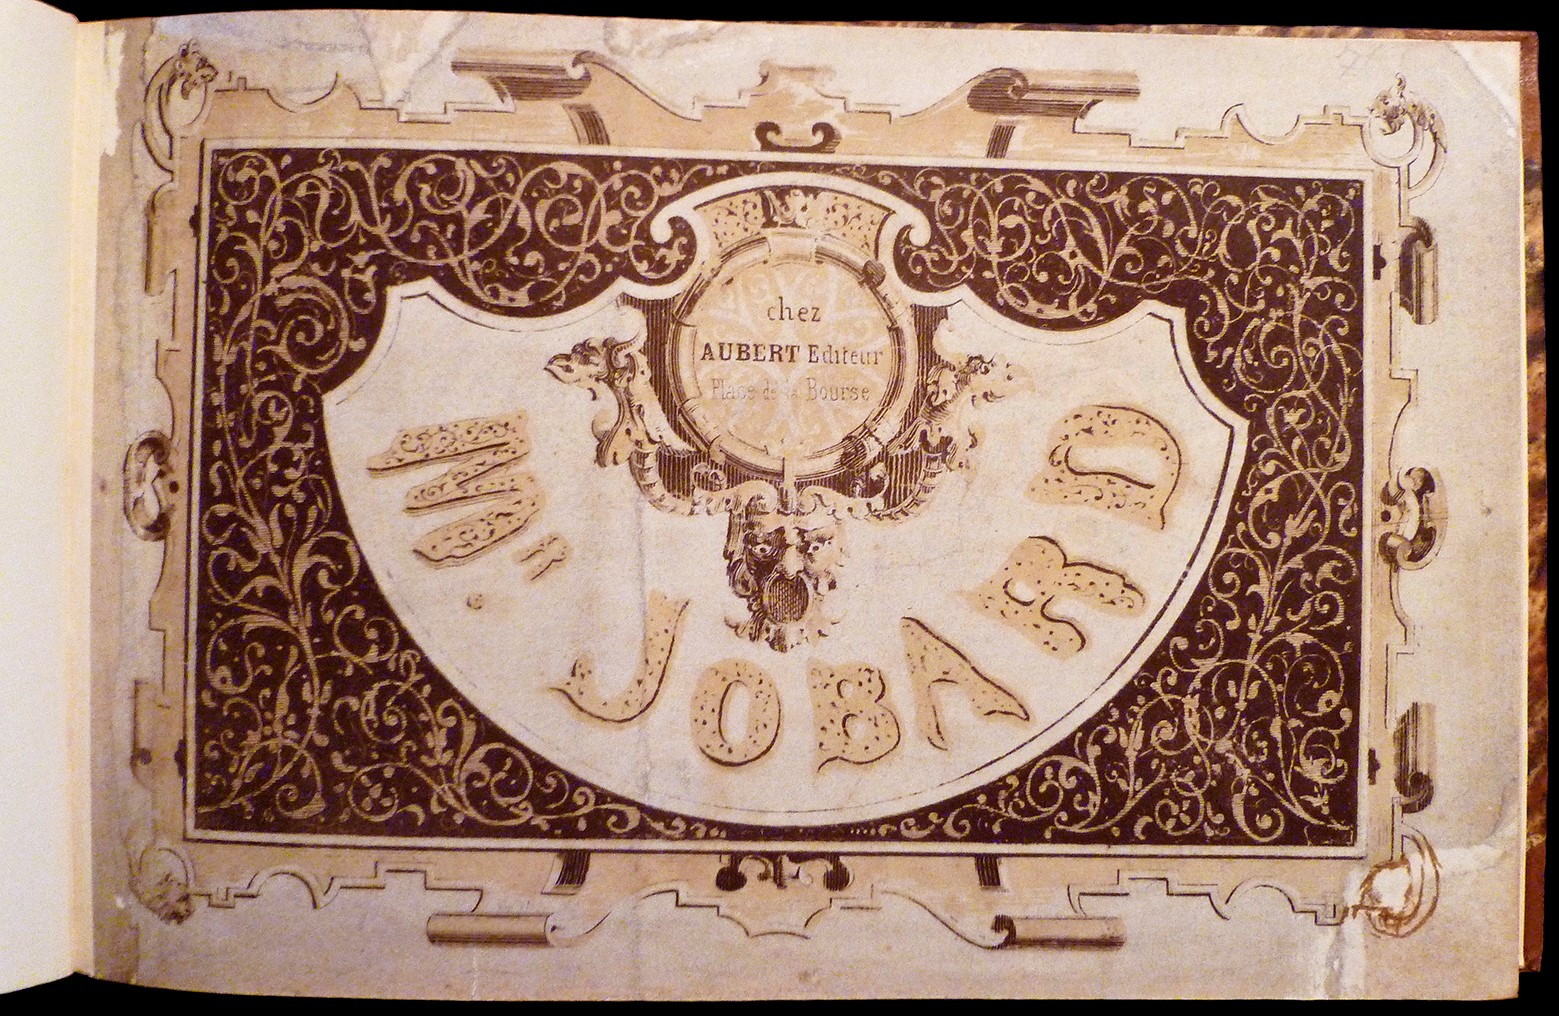 N.
chez
AUBERT Editeur
Place de la Bourse
Mr. JOBARD